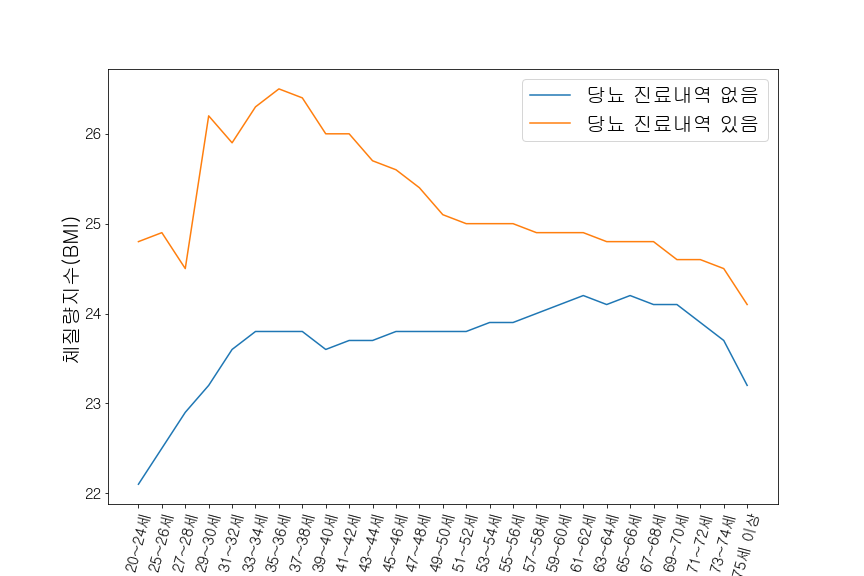 당뇨 진료내역 없음
당뇨 진료내역 있음
체질량지수(BMI)
26
25
24
23
22
20~24세
25~26세
27~28세
29~30세
31~32세
33~34세
35~36세
37~38세
39~40세
41~42세
43~44세
45~46세
47~48세
49~50세
51~52세
53~54세
55~56세
57~58세
59~60세
61~62세
63~64세
65~66세
67~68세
69~70세
71~72세
73~74세
75세 이상